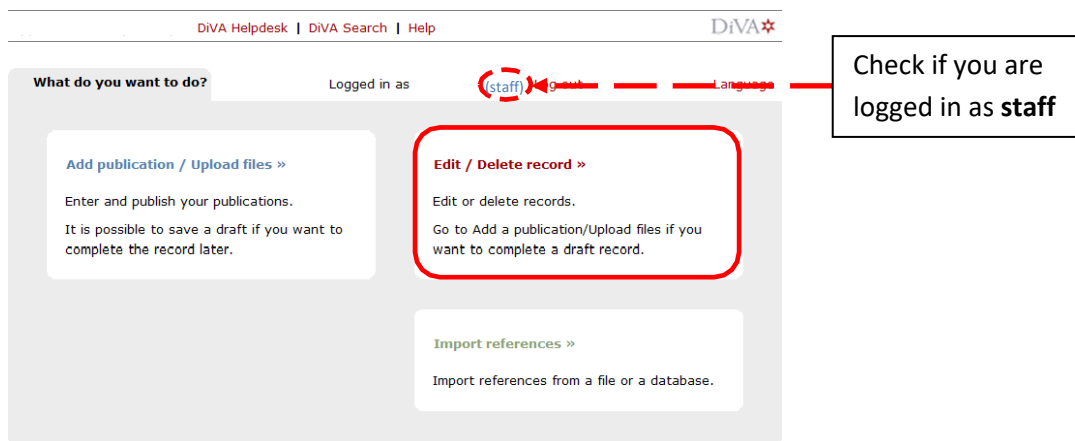 DiVA Helpdesk | DiVA Search | Help
DiVA
What do you want to do?
Logged in as
(staff)
Log out
Language
Check if you are
logged in as staff
Add publication / Upload files »
Enter and publish your publications.
It is possible to save a draft if you want to
complete the record later.
Edit / Delete record »
Edit or delete records.
Go to Add a publication/Upload files if you
want to complete a draft record.
Import references »
Import references from a file or a database.